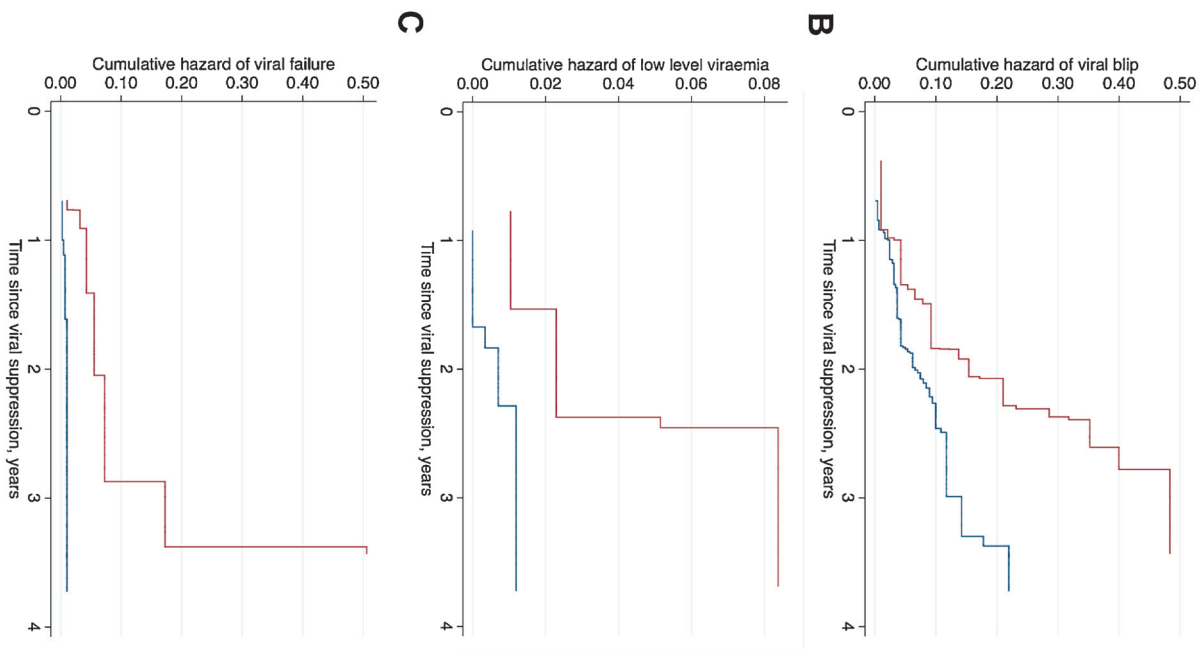 Cumulative hazard of viral blip
0.00 0.10 0.20 0.30 0.40 0.50
0 1 2 3 4
Time since viral suppression, years
B
Cumulative hazard of low level viraemia
0.00 0.02 0.04 0.06 0.08
0 1 2 3 4
Time since viral suppression, years
C
Cumulative hazard of viral failure
0.00 0.10 0.20 0.30 0.40 0.50
0 1 2 3 4
Time since viral suppression, years